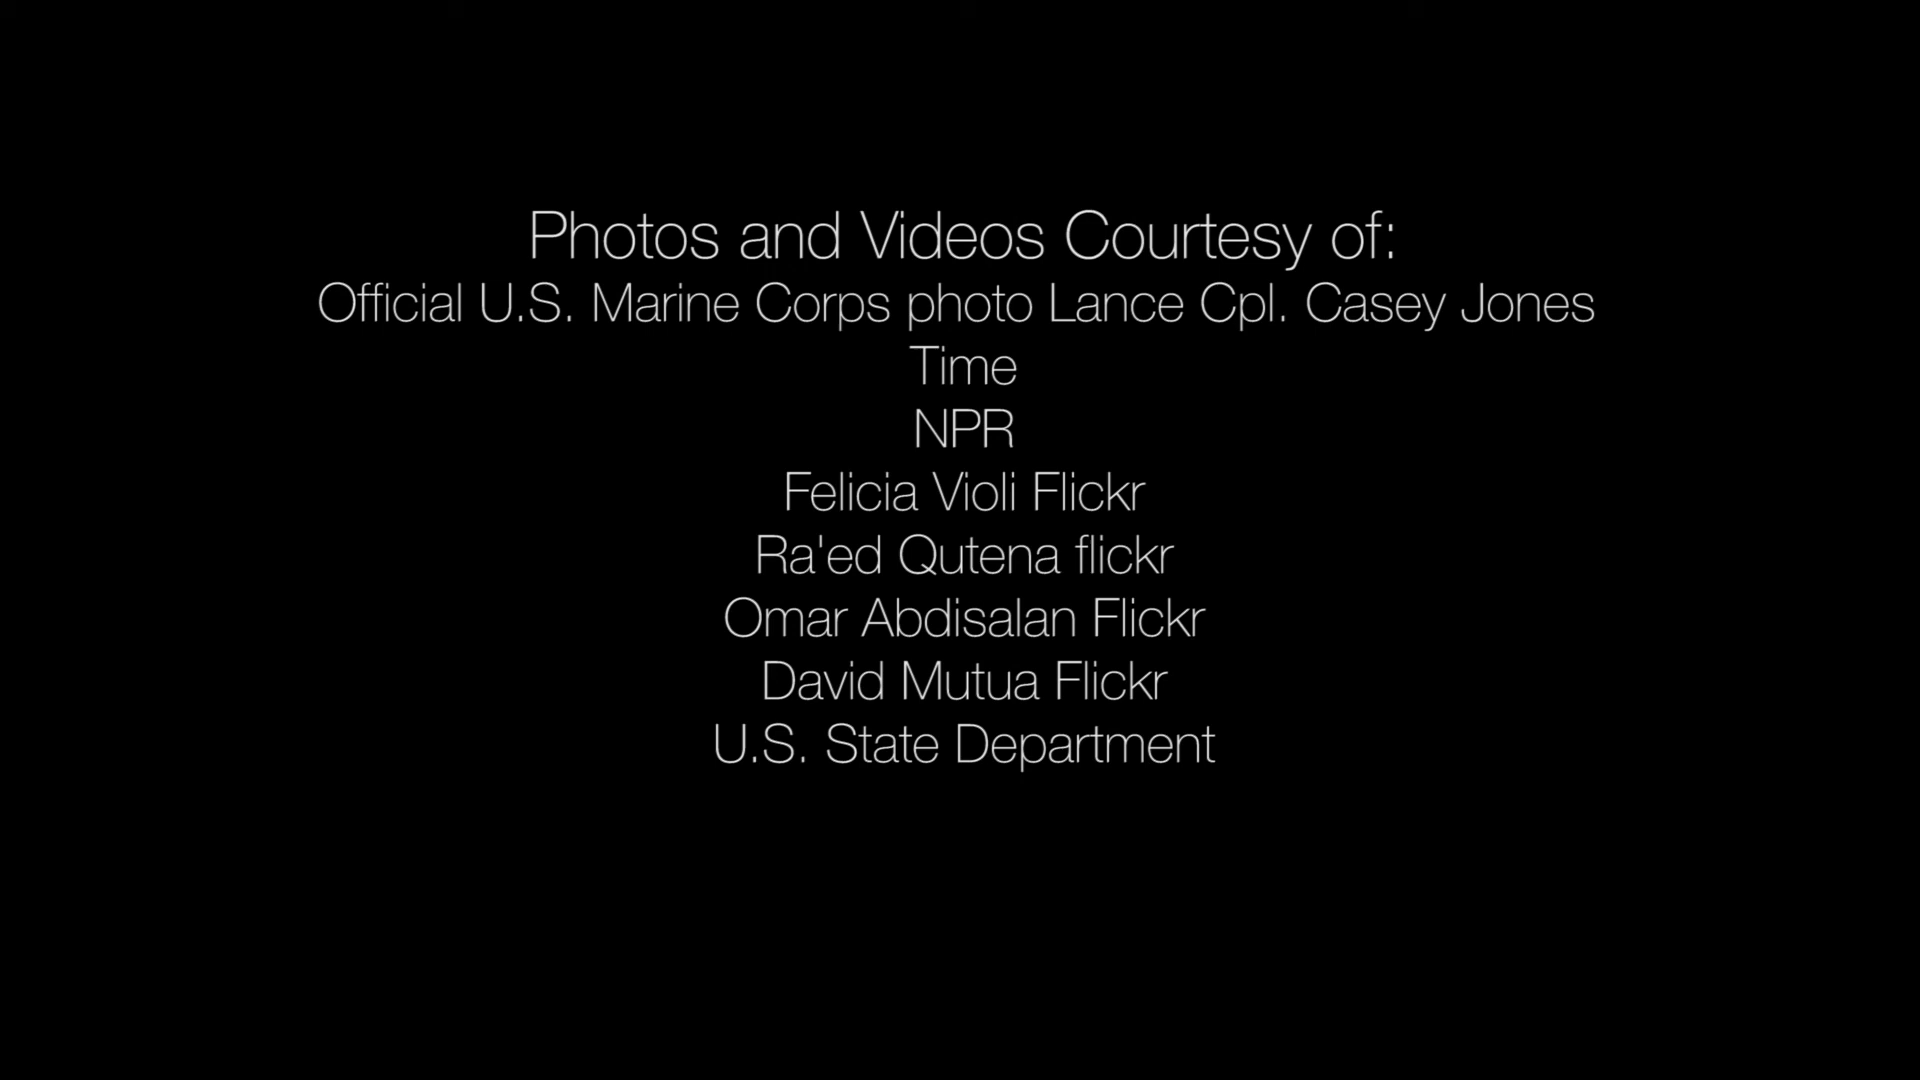 Photos and Videos Courtesy of:
Official U.S. Marine Corps photo Lance Cpl. Casey Jones
Time
NPR
Felicia Violi Flickr
Ra'ed Qutena flickr
Omar Abdisalan Flickr
David Mutua Flickr
U.S. State Department